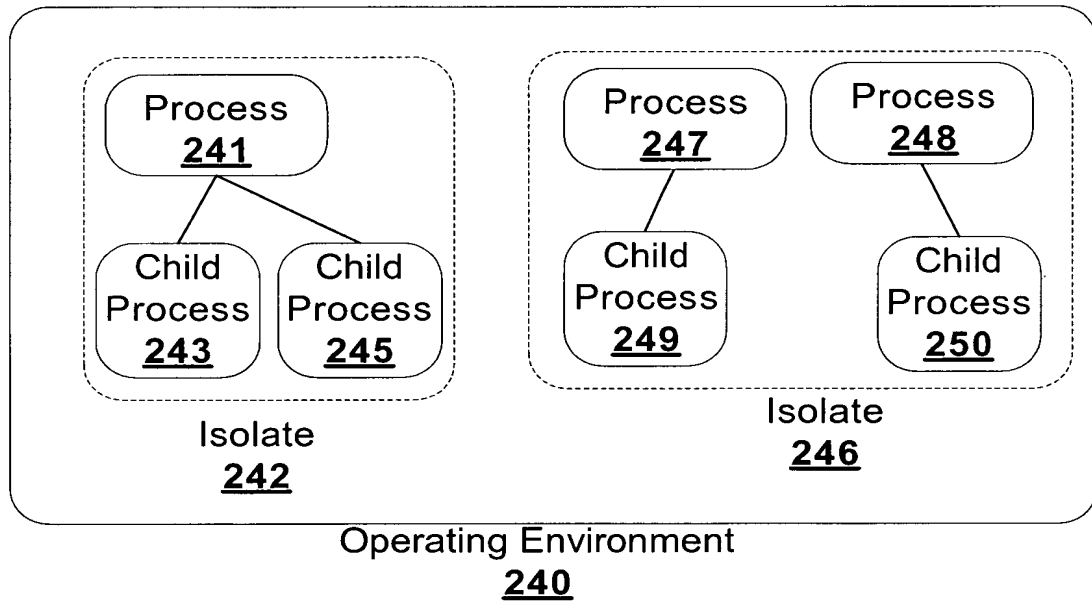 Process
241
Child
Process
243
Child
Process
245
Isolate
242
Process
247
Process
248
Child
Process
249
Child
Process
250
Isolate
246
Operating Environment
240